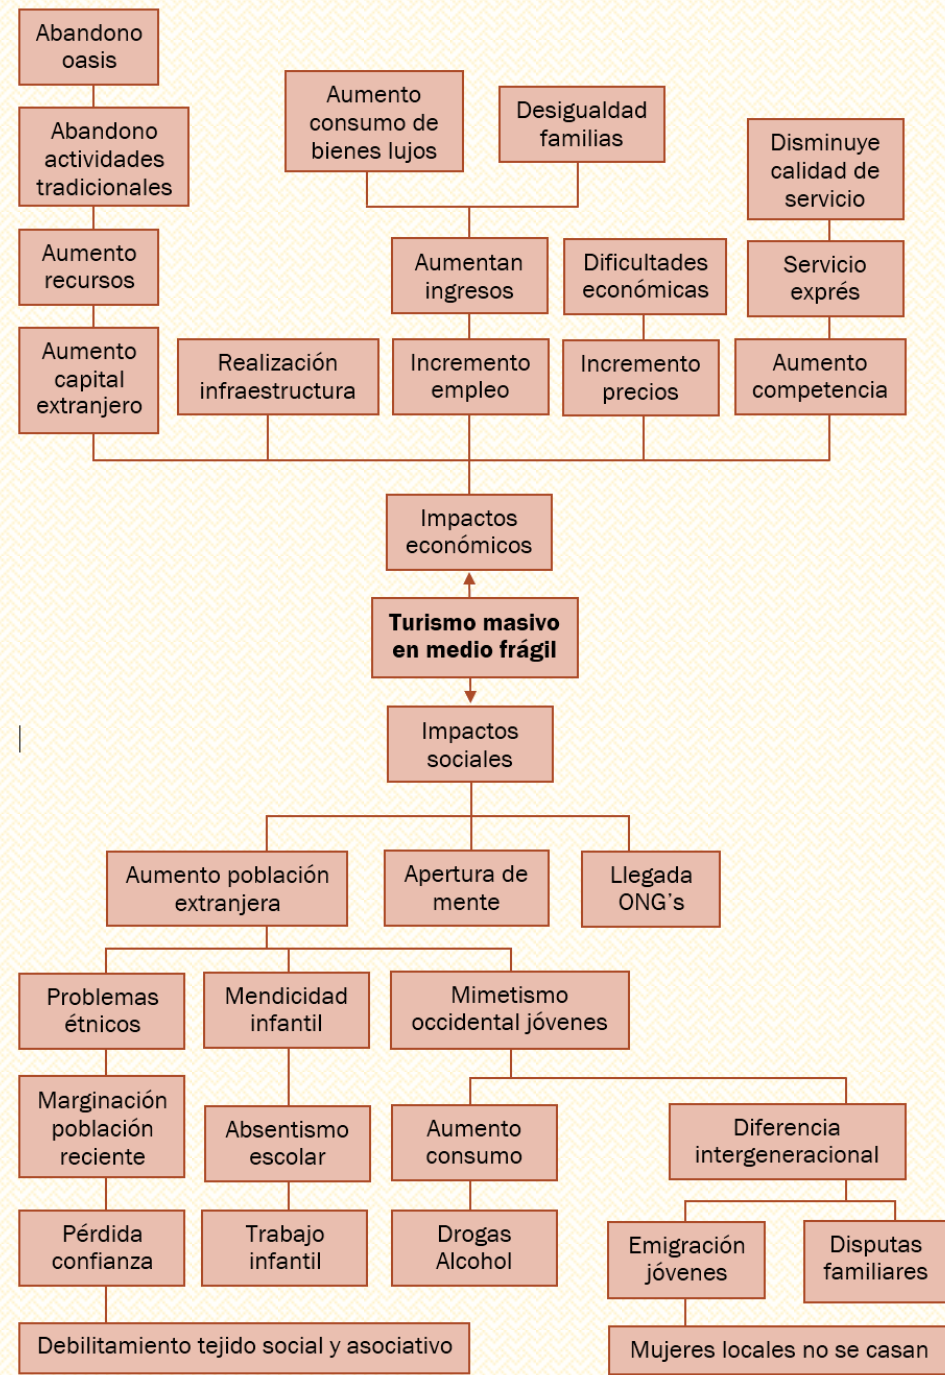 Abandono
oasis
Aumento
consumo de
bienes lujos
Desigualdad
familias
Abandono
actividades
tradicionales
Disminuye
calidad de
servicio
Aumento
recursos
Aumentan
ingresos
Dificultades
económicas
Servicio
exprés
Aumento
capital
extranjero
Realización
infraestructura
Incremento
empleo
Incremento
precios
Aumento
competencia
Impactos
económicos
Turismo masivo
en medio frágil
Impactos
sociales
Aumento población
extranjera
Apertura de
mente
Llegada
ONG's
Problemas
étnicos
Mendicidad
infantil
Mimetismo
occidental jóvenes
Marginación
población
reciente
Absentismo
escolar
Aumento
consumo
Diferencia
intergeneracional
Pérdida
confianza
Trabajo
infantil
Drogas
Alcohol
Emigración
jóvenes
Disputas
familiares
Debilitamiento tejido social y asociativo
Mujeres locales no se casan